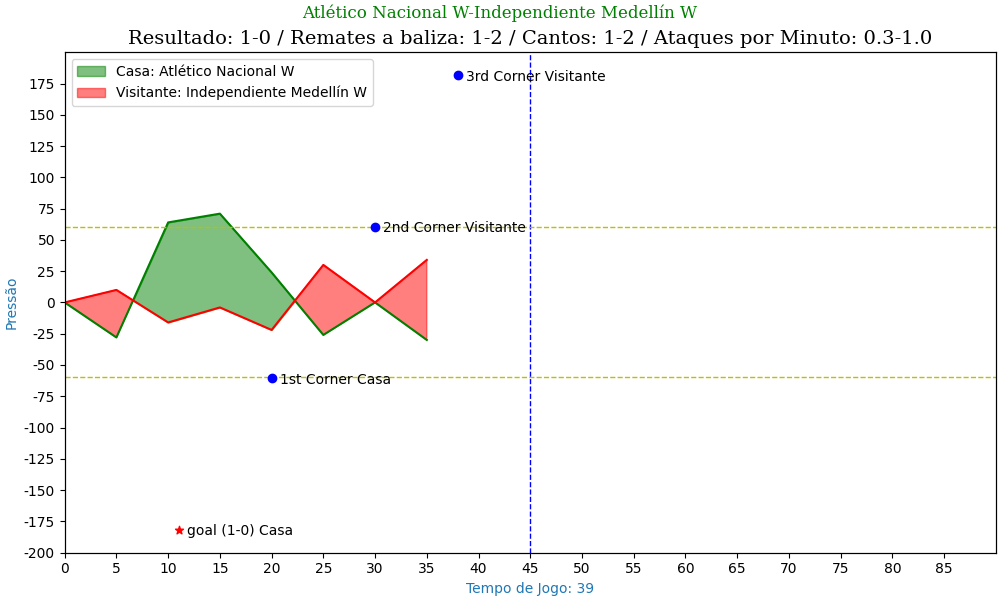 Atlético Nacional W-Independiente Medellín W
Resultado: 1-0 / Remates a baliza: 1-2 / Cantos: 1-2 / Ataques por Minuto: 0.3-1.0
Casa: Atlético Nacional W
Visitante: Independiente Medellín W
3rd Corner Visitante
2nd Corner Visitante
1st Corner Casa
goal (1-0) Casa
Pressão
175
150
125
100
75
50
25
0
-25
-50
-75
-100
-125
-150
-175
-200
0 5 10 15 20 25 30 35 40 45 50 55 60 65 70 75 80 85
Tempo de Jogo: 39